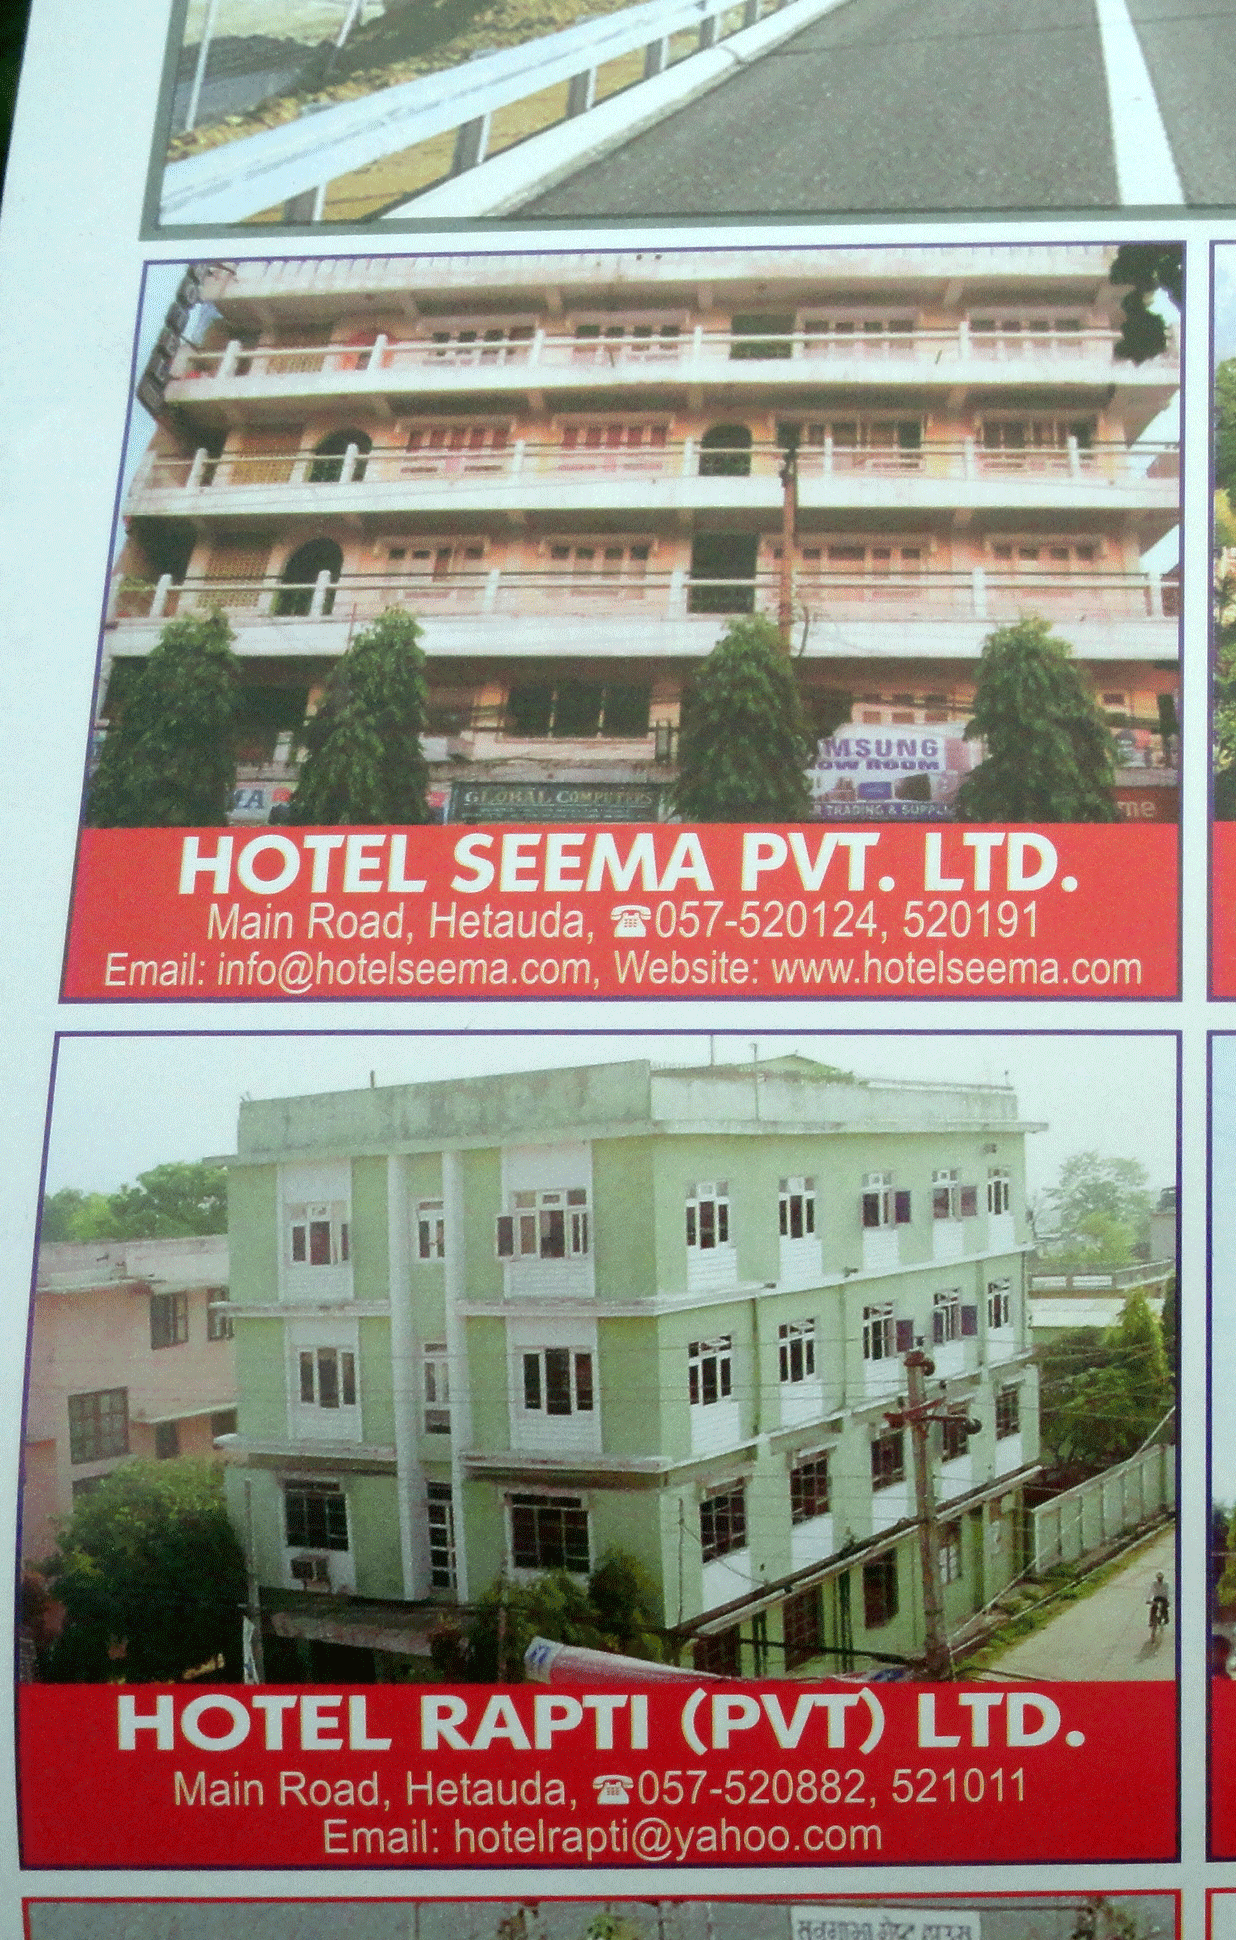 MSUNG
OW ROOM
R TRADING & SUPPL
GLOBAL COMPUTERS
me
HOTEL SEEMA PVT. LTD.
Main Road, Hetauda, ☎057-520124, 520191
Email: info@hotelseema.com, Website: www.hotelseema.com
HOTEL RAPTI (PVT) LTD.
Main Road, Hetauda, ☎057-520882, 521011
Email: hotelrapti@yahoo.com